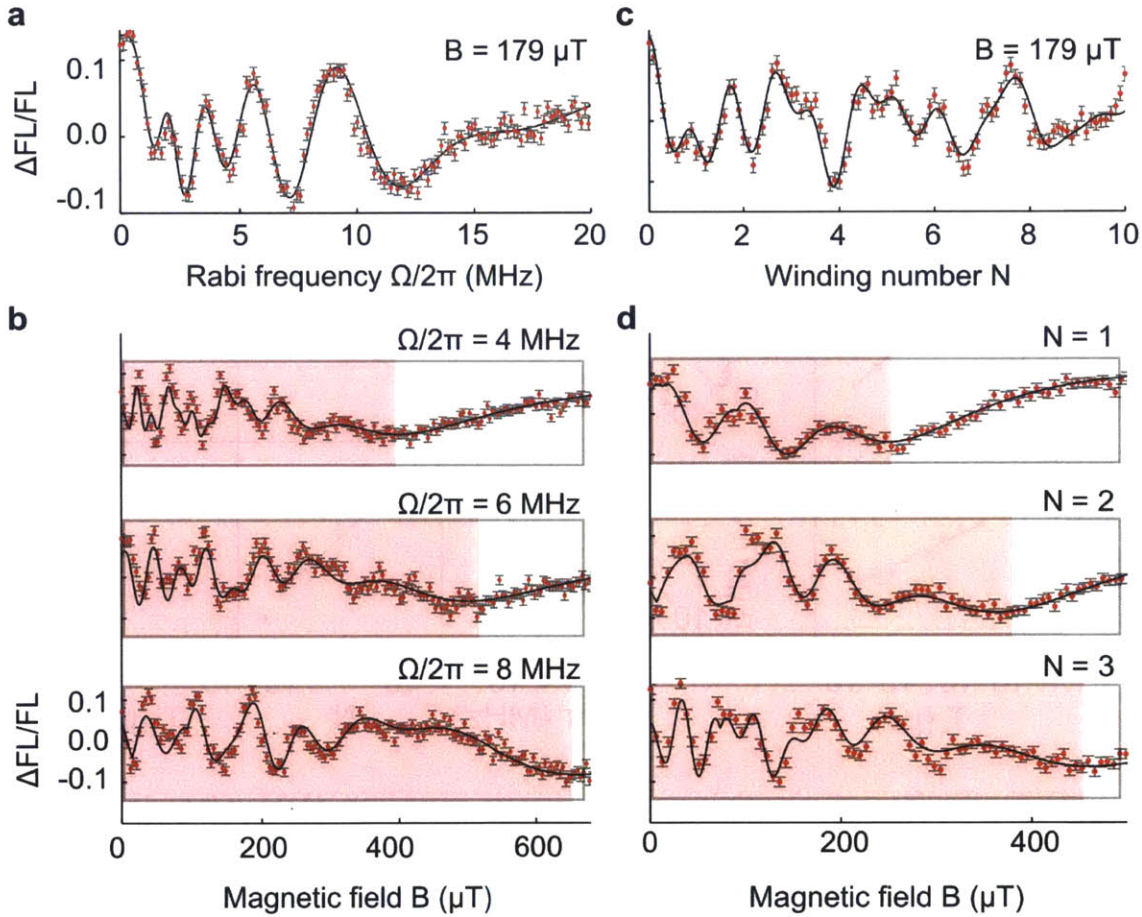 a
B = 179 μT
ΔFL/FL
0.1
0.0
-0.1
0 5 10 15 20
Rabi frequency Ω/2π (MHz)
c
B = 179 μT
0 2 4 6 8 10
Winding number N
b
Ω/2π = 4 MHz
Ω/2π = 6 MHz
Ω/2π = 8 MHz
ΔFL/FL
0.1
0.0
-0.1
0 200 400 600
Magnetic field B (μT)
d
N = 1
N = 2
N = 3
0 200 400
Magnetic field B (μT)